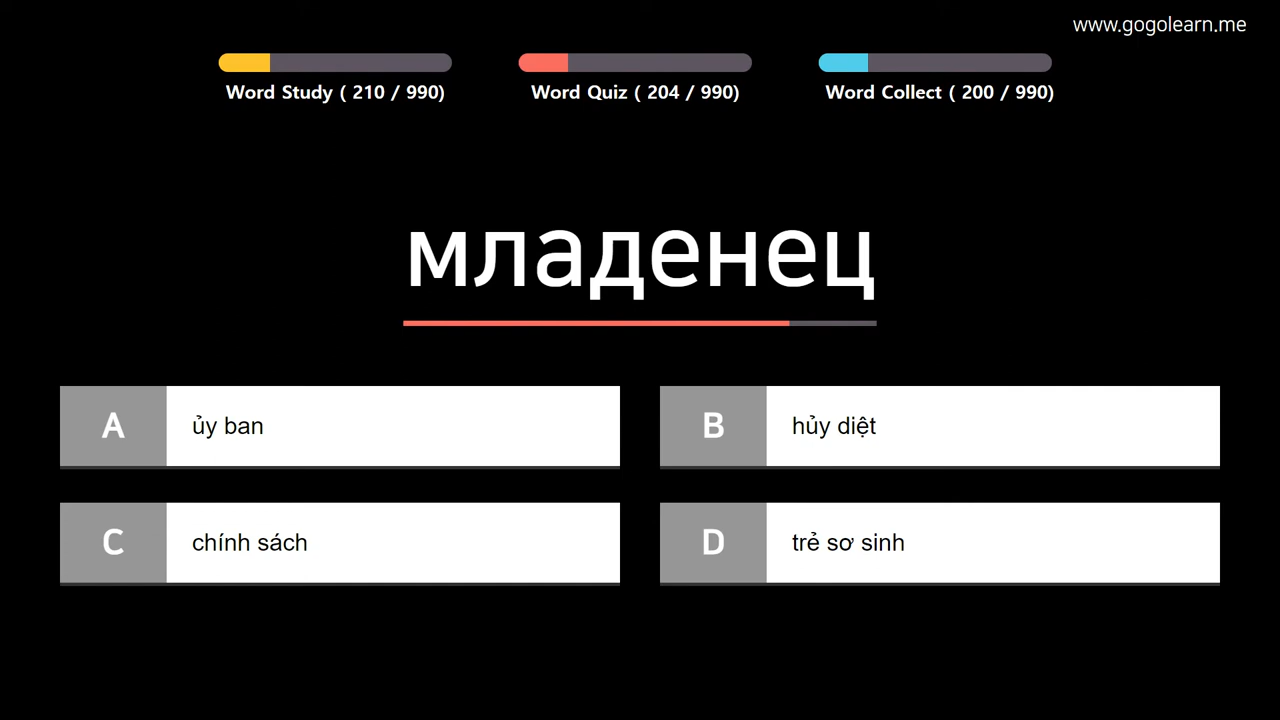 www.gogolearn.me
Word Study ( 210 / 990)
Word Quiz ( 204 / 990)
Word Collect ( 200 / 990)
младенец
A
ủy ban
B
hủy diệt
C
chính sách
D
trẻ sơ sinh